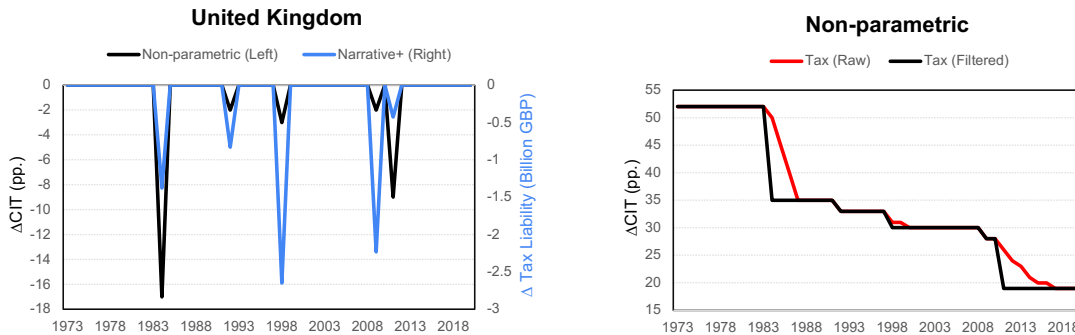 United Kingdom
Non-parametric (Left) Narrative+ (Right)
0
-2
-4
-6
-8
-10
-12
-14
-16
-18
ΔCIT (pp.)
0
-0.5
-1
-1.5
-2
-2.5
-3
Δ Tax Liability (Billion GBP)
1973 1978 1983 1988 1993 1998 2003 2008 2013 2018
Non-parametric
Tax (Raw) Tax (Filtered)
55
50
45
40
35
30
25
20
15
ΔCIT (pp.)
1973 1978 1983 1988 1993 1998 2003 2008 2013 2018